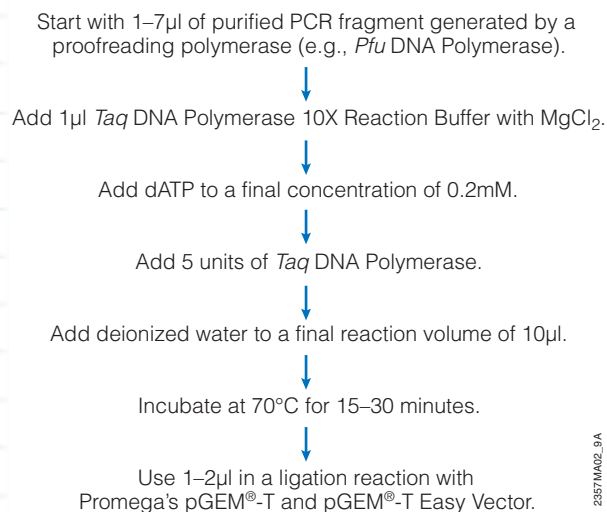 Start with 1–7µl of purified PCR fragment generated by a
proofreading polymerase (e.g., Pfu DNA Polymerase).
Add 1µl Taq DNA Polymerase 10X Reaction Buffer with MgCl₂.
Add dATP to a final concentration of 0.2mM.
Add 5 units of Taq DNA Polymerase.
Add deionized water to a final reaction volume of 10µl.
Incubate at 70°C for 15–30 minutes.
Use 1–2µl in a ligation reaction with
Promega's pGEM®-T and pGEM®-T Easy Vector.
2357MA02_9A